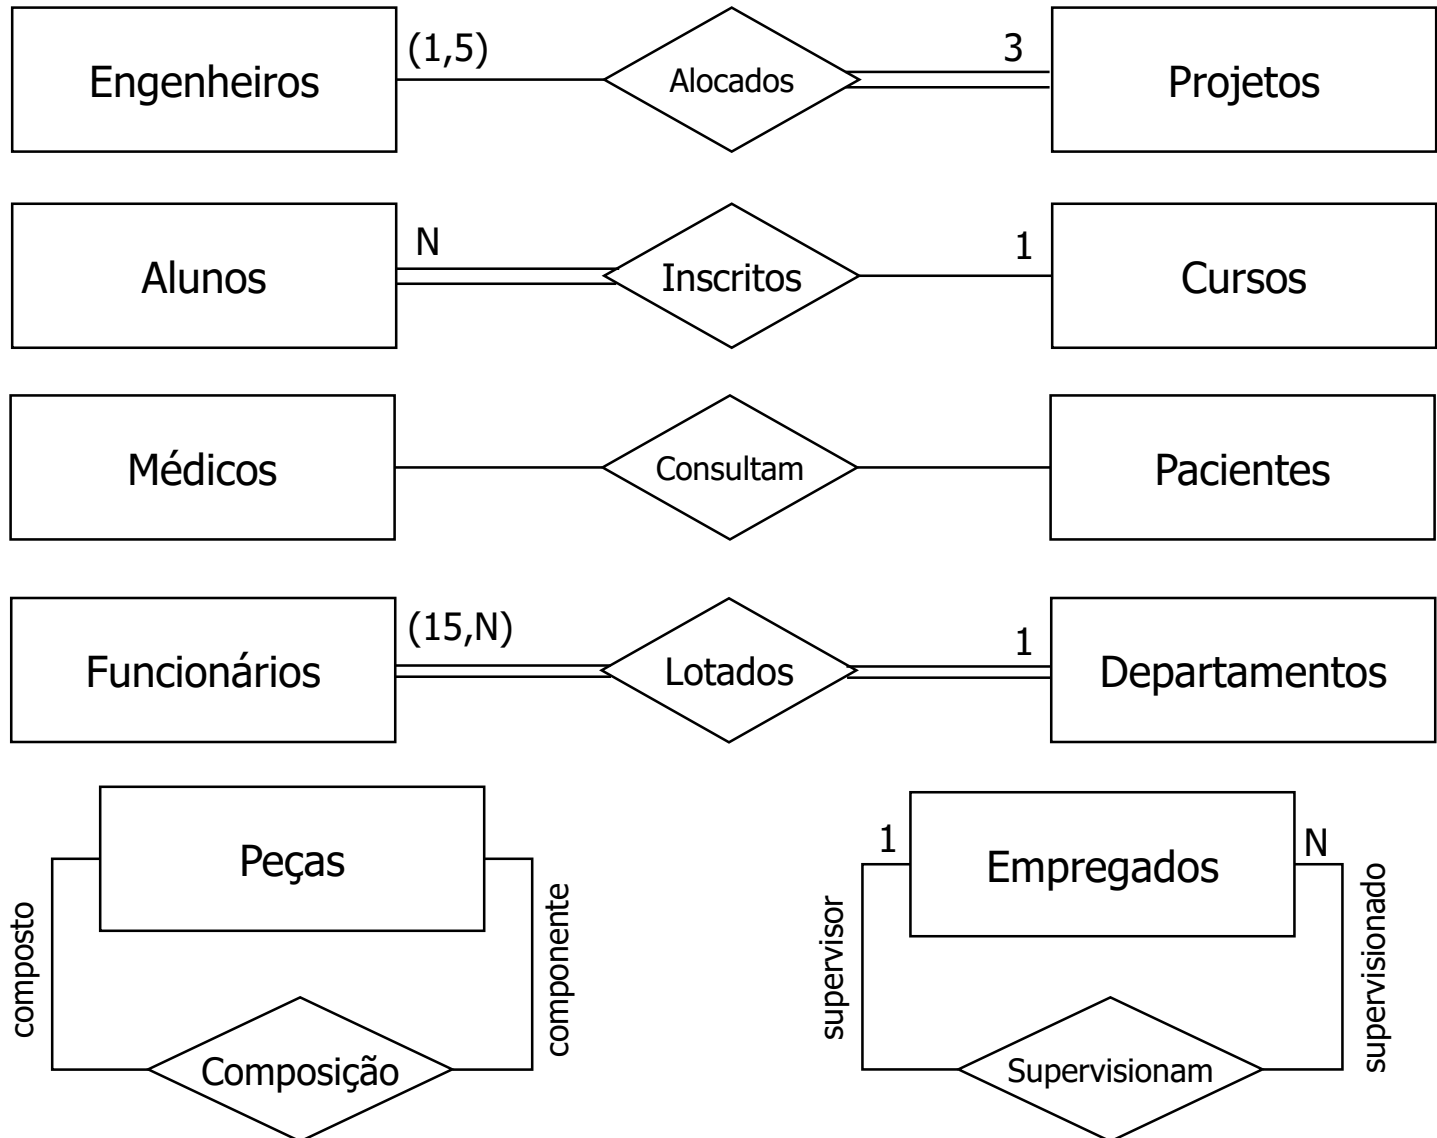 Engenheiros
(1,5)
Alocados
3
Projetos
Alunos
N
Inscritos
1
Cursos
Médicos
Consultam
Pacientes
Funcionários
(15,N)
Lotados
1
Departamentos
Peças
composto
componente
Composição
1
Empregados
N
supervisor
supervisionado
Supervisionam